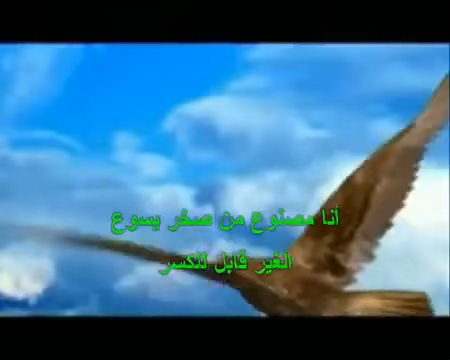 أنا مصنوع من صخر يسوع
الغير قابل للكسر